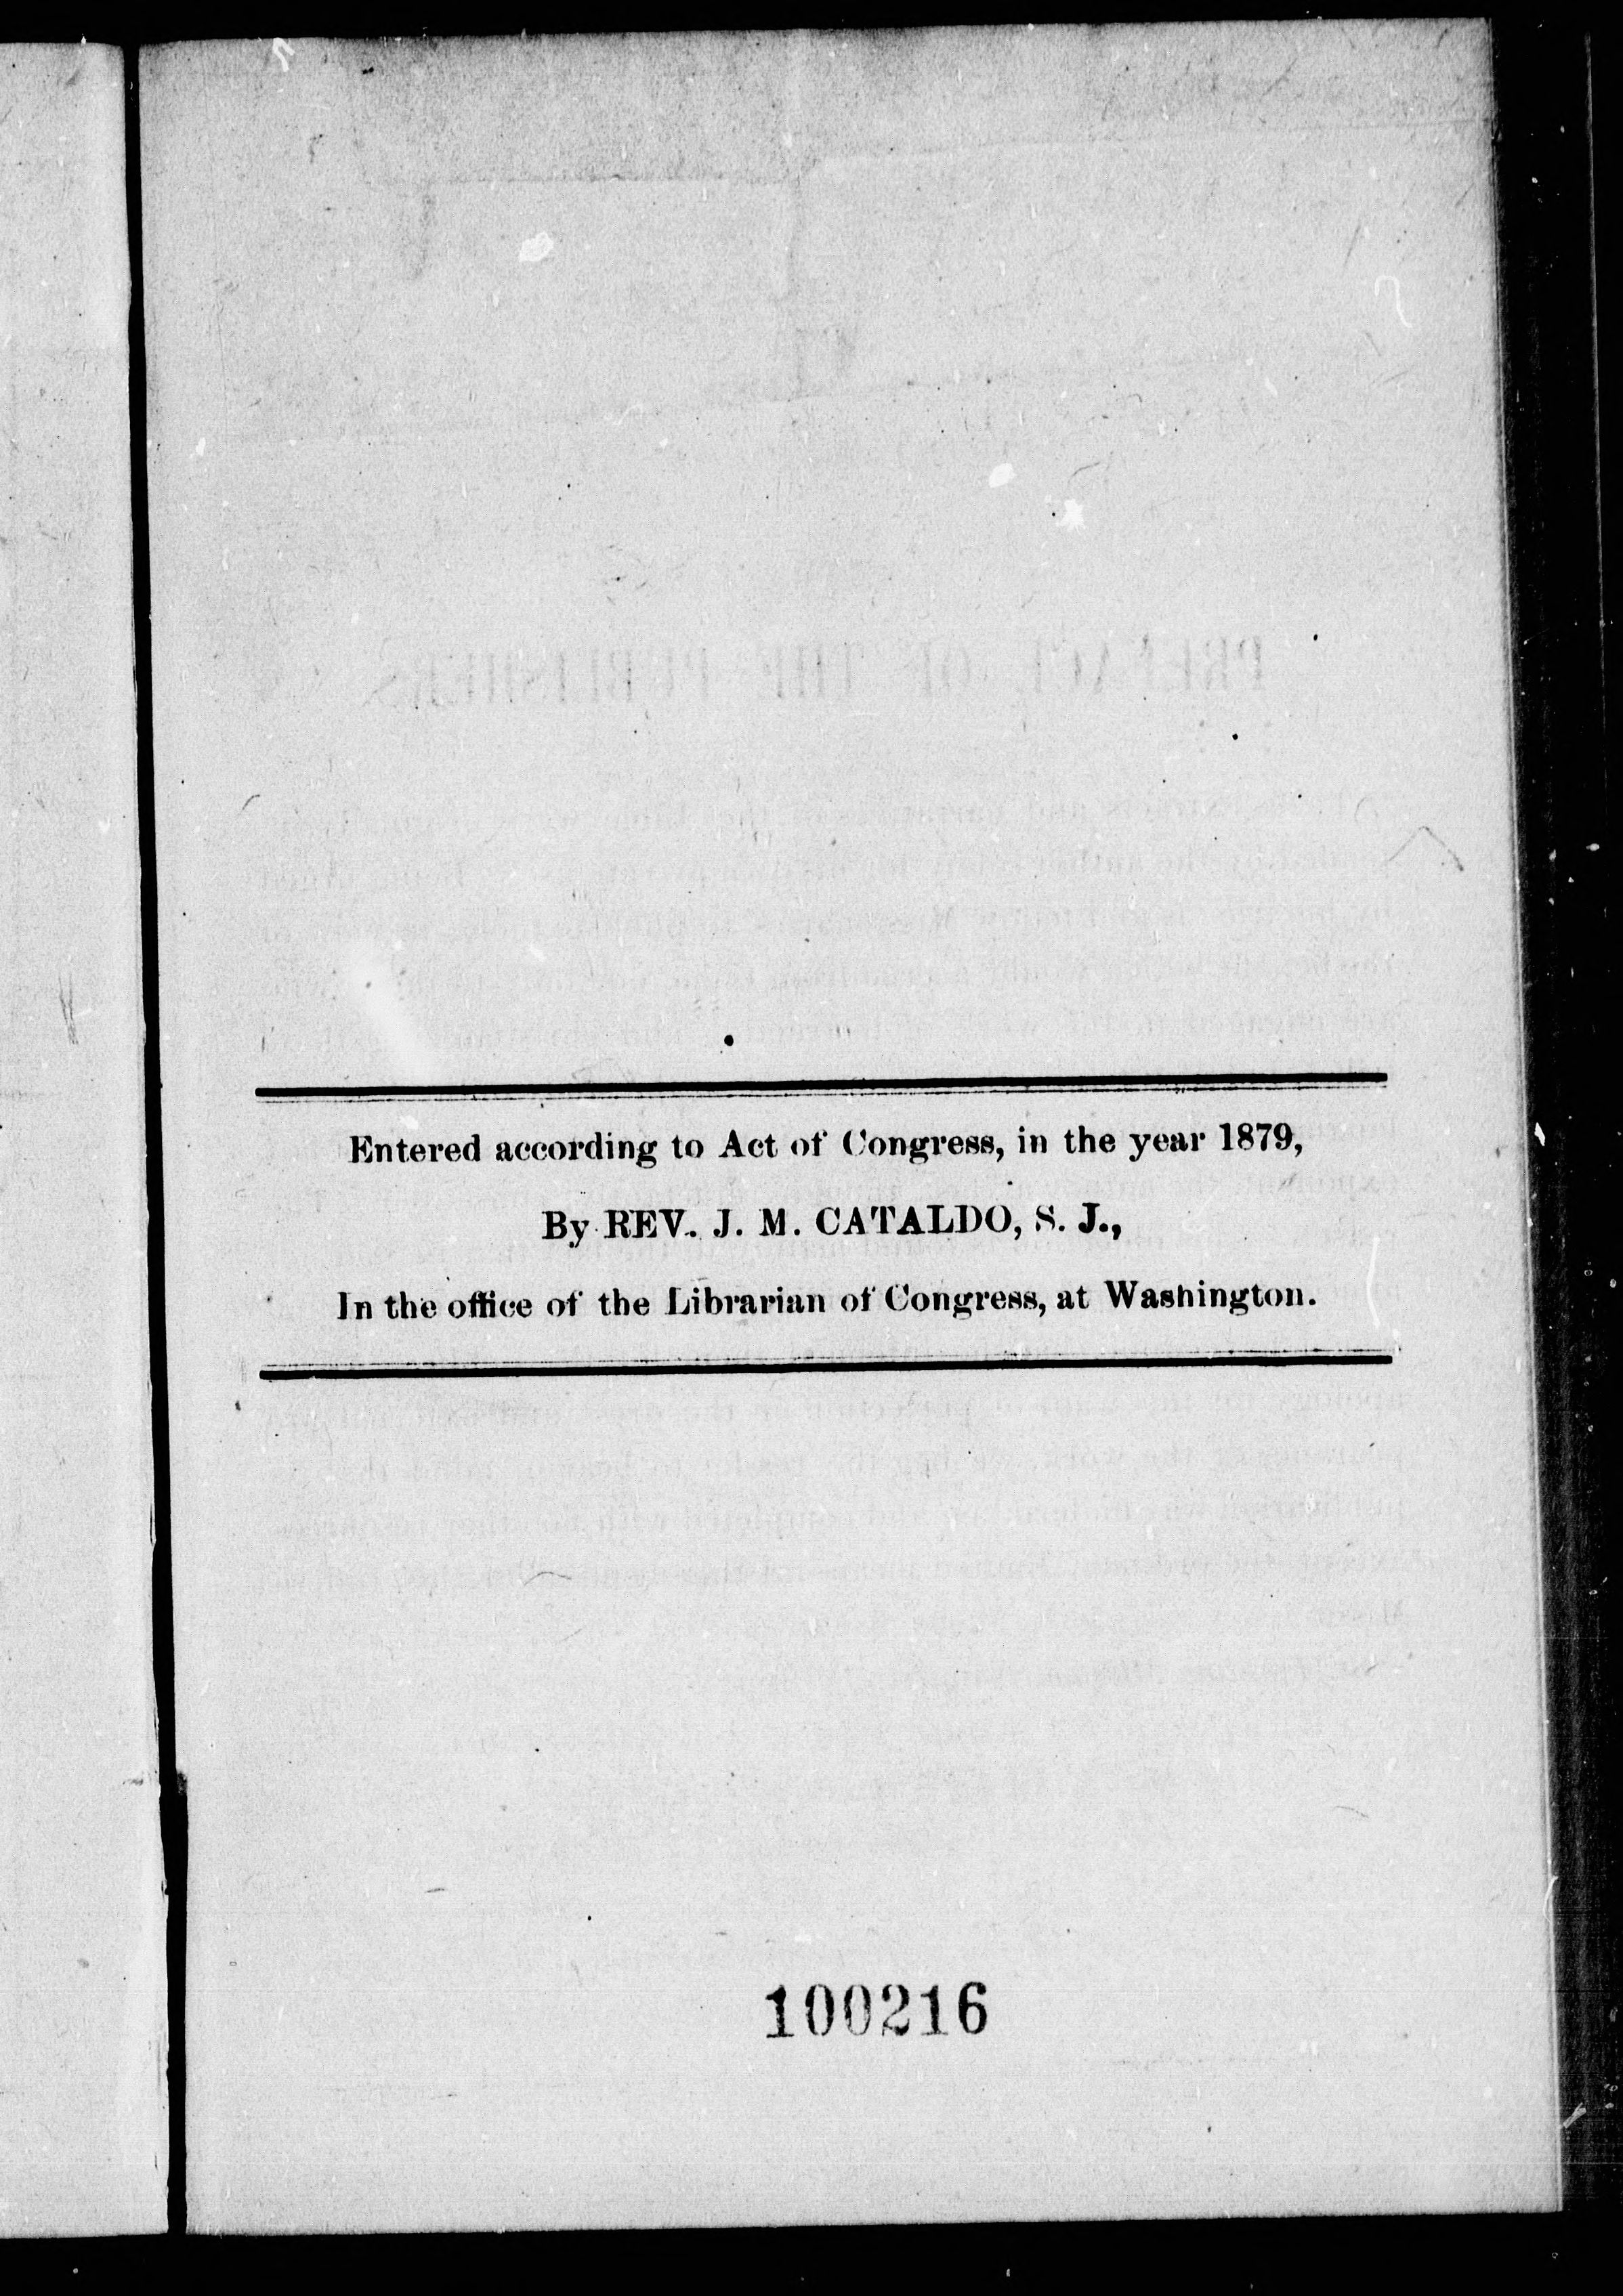 Entered according to Act of Congress, in the year 1879,
By REV. J. M. CATALDO, S. J.,
In the office of the Librarian of Congress, at Washington.
100216